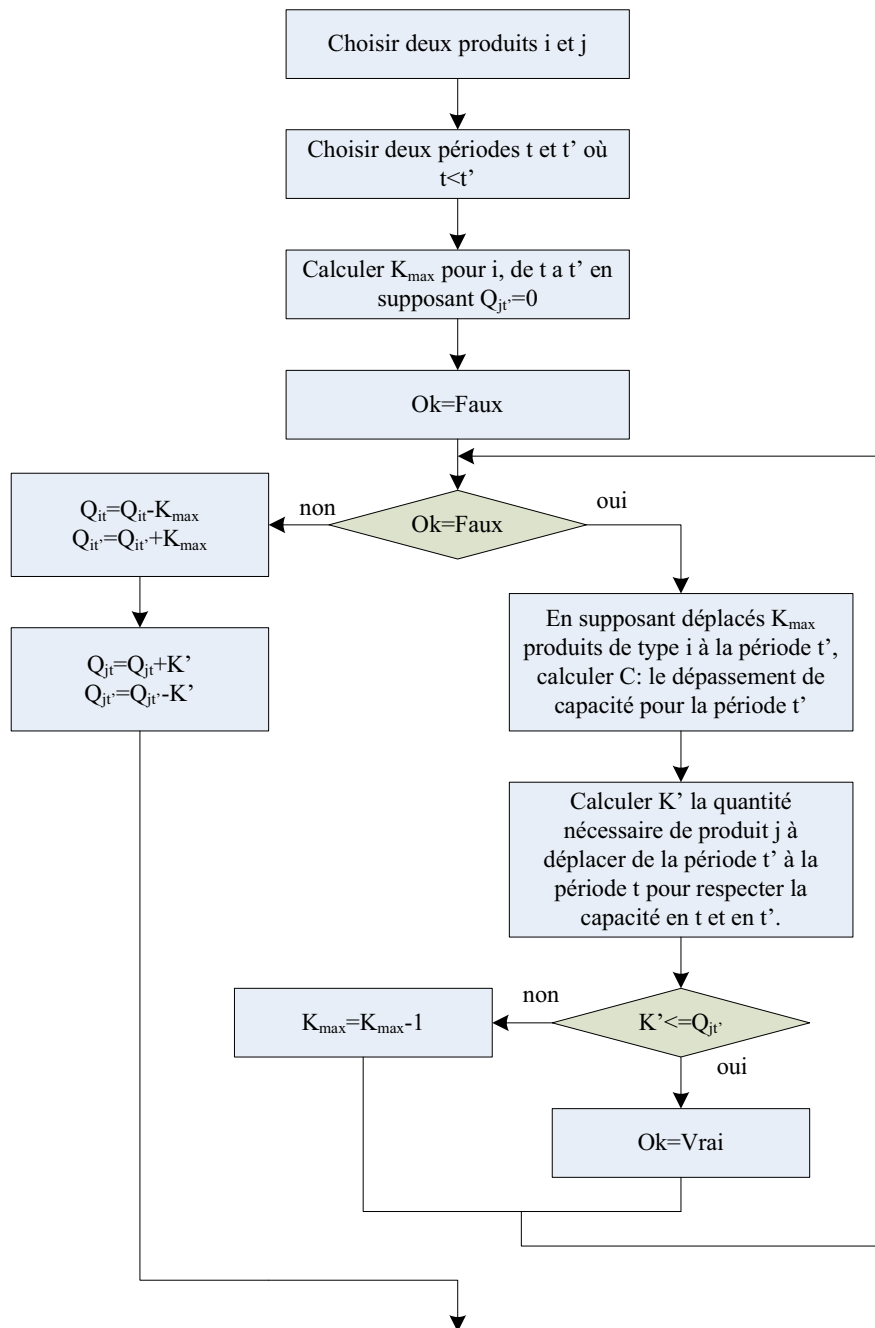 Choisir deux produits i et j
Choisir deux périodes t et t’ où
t<t’
Calculer Kmax pour i, de t a t’ en
supposant Qjt’=0
Ok=Faux
Ok=Faux
non
oui
Qit=Qit-Kmax
Qit’=Qit’+Kmax
Qjt=Qjt+K’
Qjt’=Qjt’-K’
En supposant déplacés Kmax
produits de type i à la période t’,
calculer C: le dépassement de
capacité pour la période t’
Calculer K’ la quantité
nécessaire de produit j à
déplacer de la période t’ à la
période t pour respecter la
capacité en t et en t’.
K’<=Qjt’
non
oui
Kmax=Kmax-1
Ok=Vrai